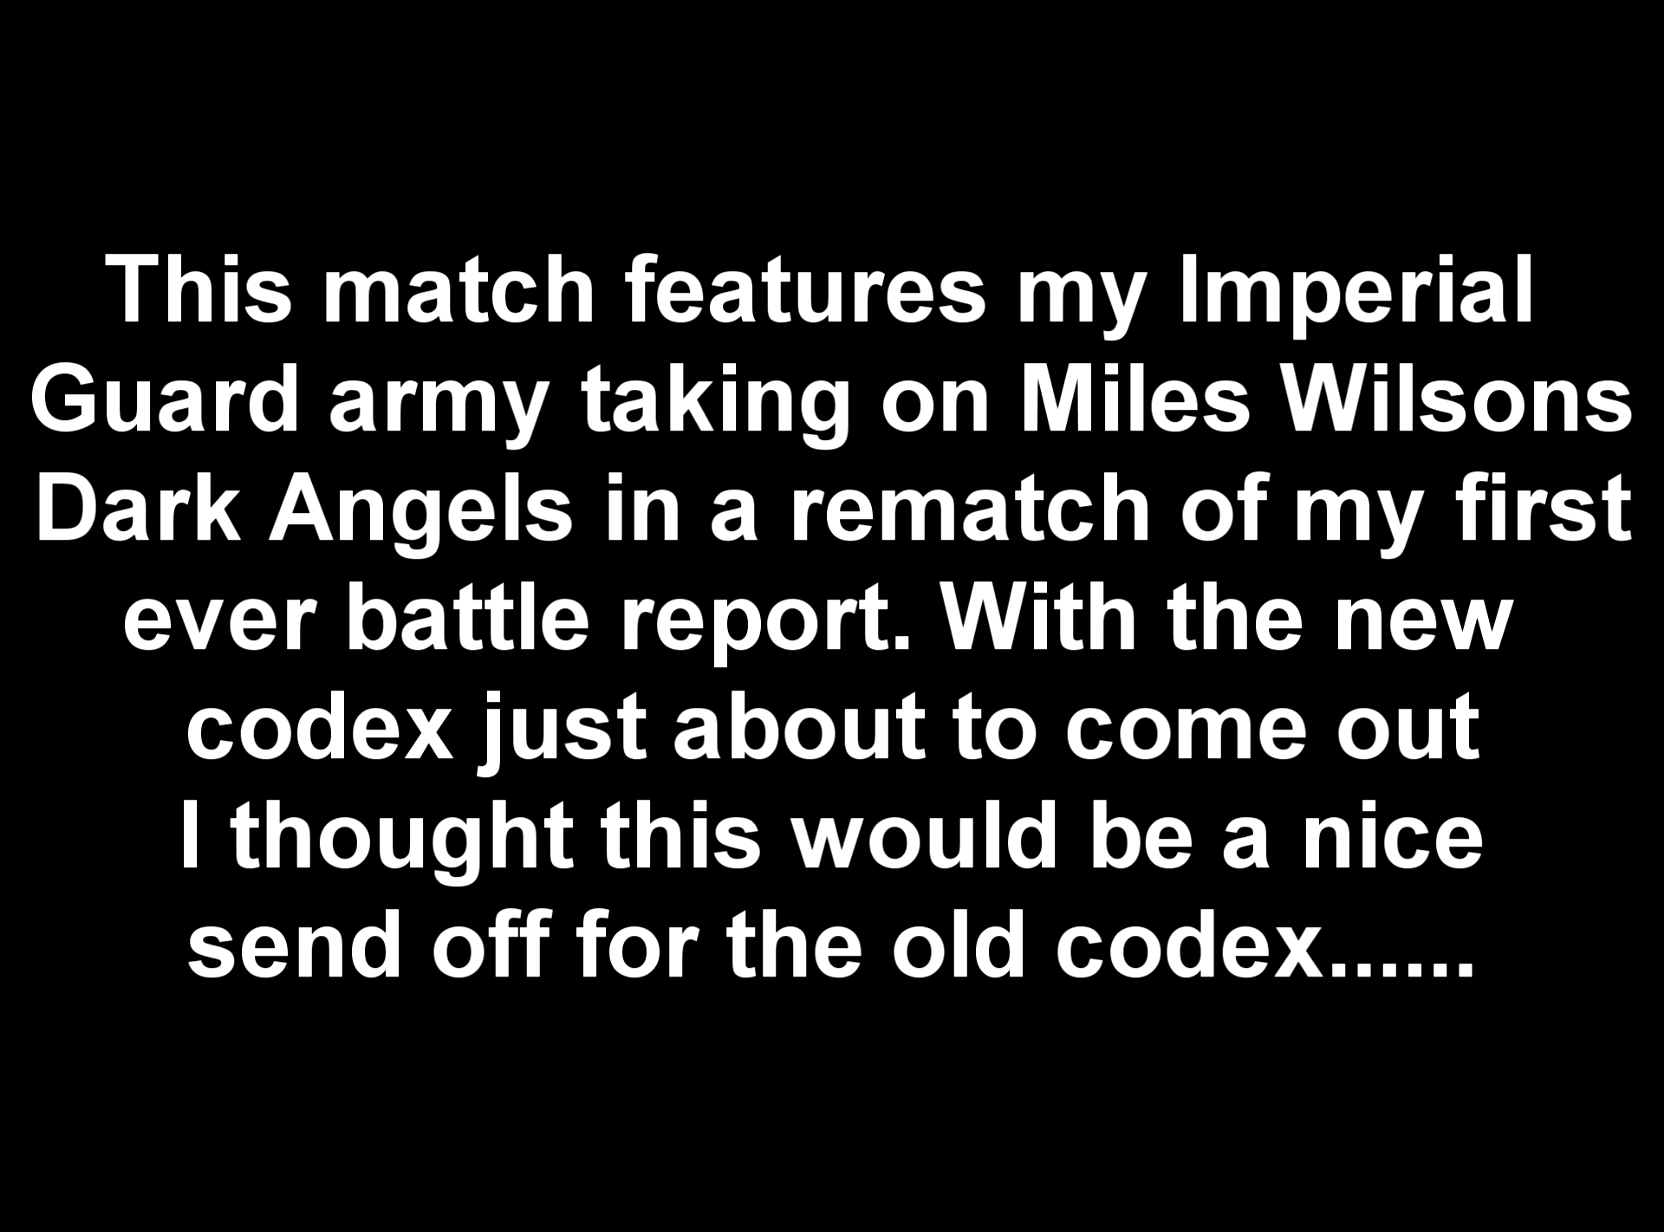 This match features my Imperial
Guard army taking on Miles Wilsons
Dark Angels in a rematch of my first
ever battle report. With the new
codex just about to come out
I thought this would be a nice
send off for the old codex......